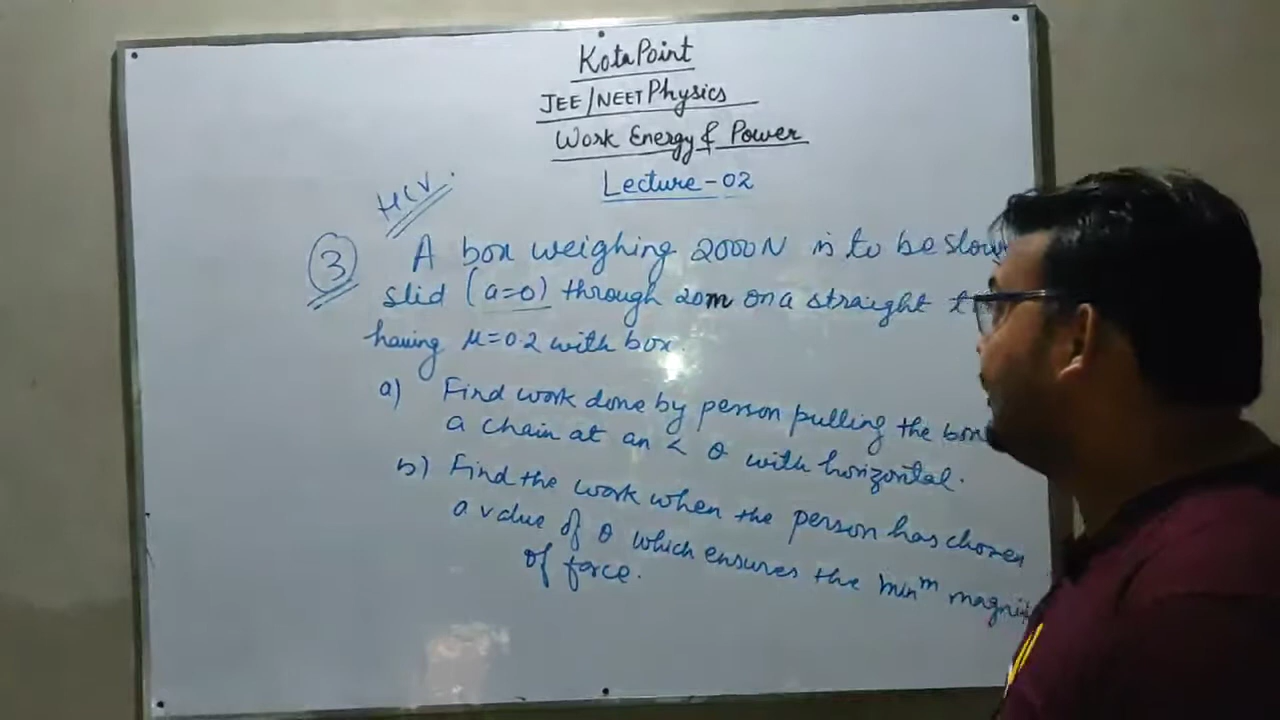 KotaPoint
JEE/NEET Physics
Work Energy & Power
Lecture-02
HCV.
3 A box weighing 2000N is to be
slid (a=0) through 20m on a straight
having μ=0.2 with box.
a) Find work done by person pulling the box
a chain at an < θ with horizontal.
b) Find the work when the person has chosen
a value of θ which ensures the minᵐ
of force.